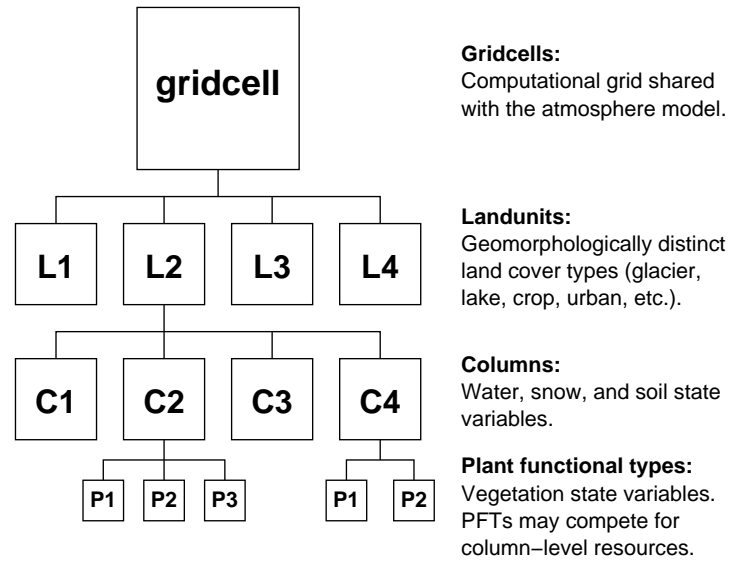 gridcell
Gridcells:
Computational grid shared
with the atmosphere model.
L1 L2 L3 L4
Landunits:
Geomorphologically distinct
land cover types (glacier,
lake, crop, urban, etc.).
C1 C2 C3 C4
Columns:
Water, snow, and soil state
variables.
P1 P2 P3 P1 P2
Plant functional types:
Vegetation state variables.
PFTs may compete for
column−level resources.